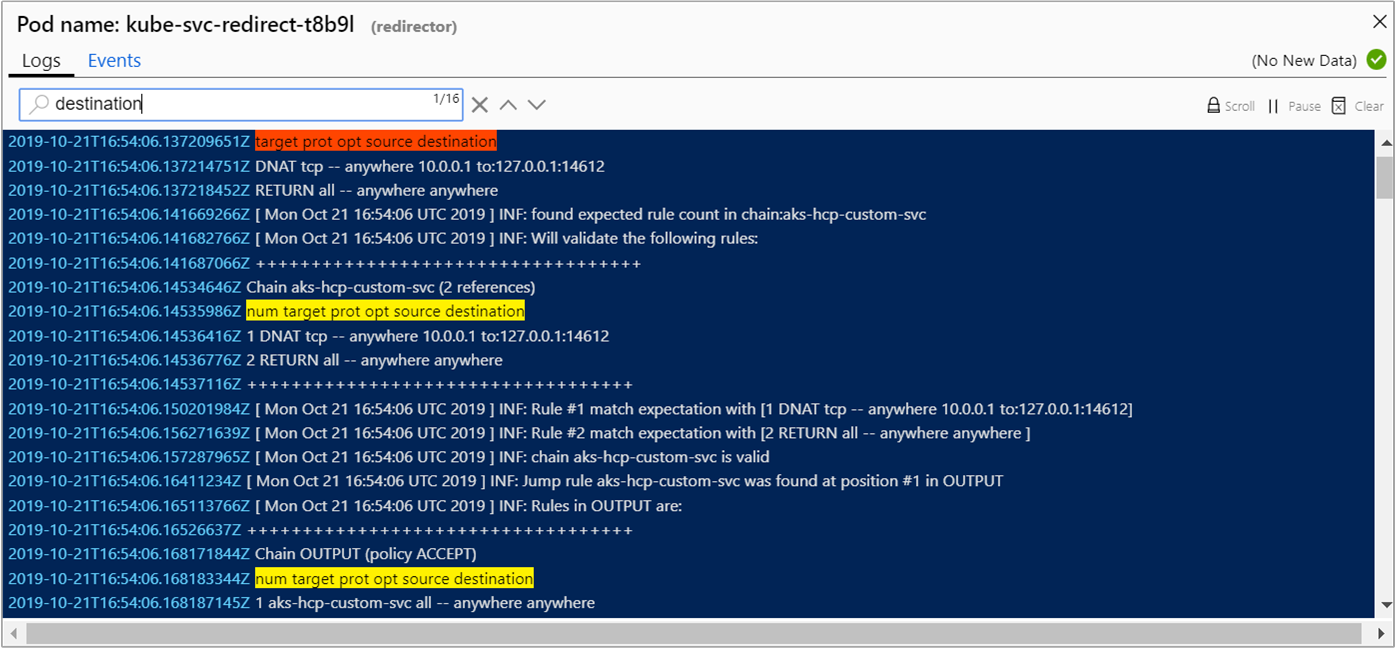 Pod name: kube-svc-redirect-t8b9l (redirector)
Logs Events (No New Data)
destination 1/16 Scroll Pause Clear
2019-10-21T16:54:06.137209651Z target prot opt source destination
2019-10-21T16:54:06.137214751Z DNAT tcp -- anywhere 10.0.0.1 to:127.0.0.1:14612
2019-10-21T16:54:06.137218452Z RETURN all -- anywhere anywhere
2019-10-21T16:54:06.141669266Z [ Mon Oct 21 16:54:06 UTC 2019 ] INF: found expected rule count in chain:aks-hcp-custom-svc
2019-10-21T16:54:06.141682766Z [ Mon Oct 21 16:54:06 UTC 2019 ] INF: Will validate the following rules:
2019-10-21T16:54:06.141687066Z +++++++++++++++++++++++++++++++++++
2019-10-21T16:54:06.14534646Z Chain aks-hcp-custom-svc (2 references)
2019-10-21T16:54:06.14535986Z num target prot opt source destination
2019-10-21T16:54:06.14536416Z 1 DNAT tcp -- anywhere 10.0.0.1 to:127.0.0.1:14612
2019-10-21T16:54:06.14536776Z 2 RETURN all -- anywhere anywhere
2019-10-21T16:54:06.14537116Z +++++++++++++++++++++++++++++++++++
2019-10-21T16:54:06.150201984Z [ Mon Oct 21 16:54:06 UTC 2019 ] INF: Rule #1 match expectation with [1 DNAT tcp -- anywhere 10.0.0.1 to:127.0.0.1:14612]
2019-10-21T16:54:06.156271639Z [ Mon Oct 21 16:54:06 UTC 2019 ] INF: Rule #2 match expectation with [2 RETURN all -- anywhere anywhere ]
2019-10-21T16:54:06.157287965Z [ Mon Oct 21 16:54:06 UTC 2019 ] INF: chain aks-hcp-custom-svc is valid
2019-10-21T16:54:06.16411234Z [ Mon Oct 21 16:54:06 UTC 2019 ] INF: Jump rule aks-hcp-custom-svc was found at position #1 in OUTPUT
2019-10-21T16:54:06.165113766Z [ Mon Oct 21 16:54:06 UTC 2019 ] INF: Rules in OUTPUT are:
2019-10-21T16:54:06.16526637Z +++++++++++++++++++++++++++++++++++
2019-10-21T16:54:06.168171844Z Chain OUTPUT (policy ACCEPT)
2019-10-21T16:54:06.168183344Z num target prot opt source destination
2019-10-21T16:54:06.168187145Z 1 aks-hcp-custom-svc all -- anywhere anywhere